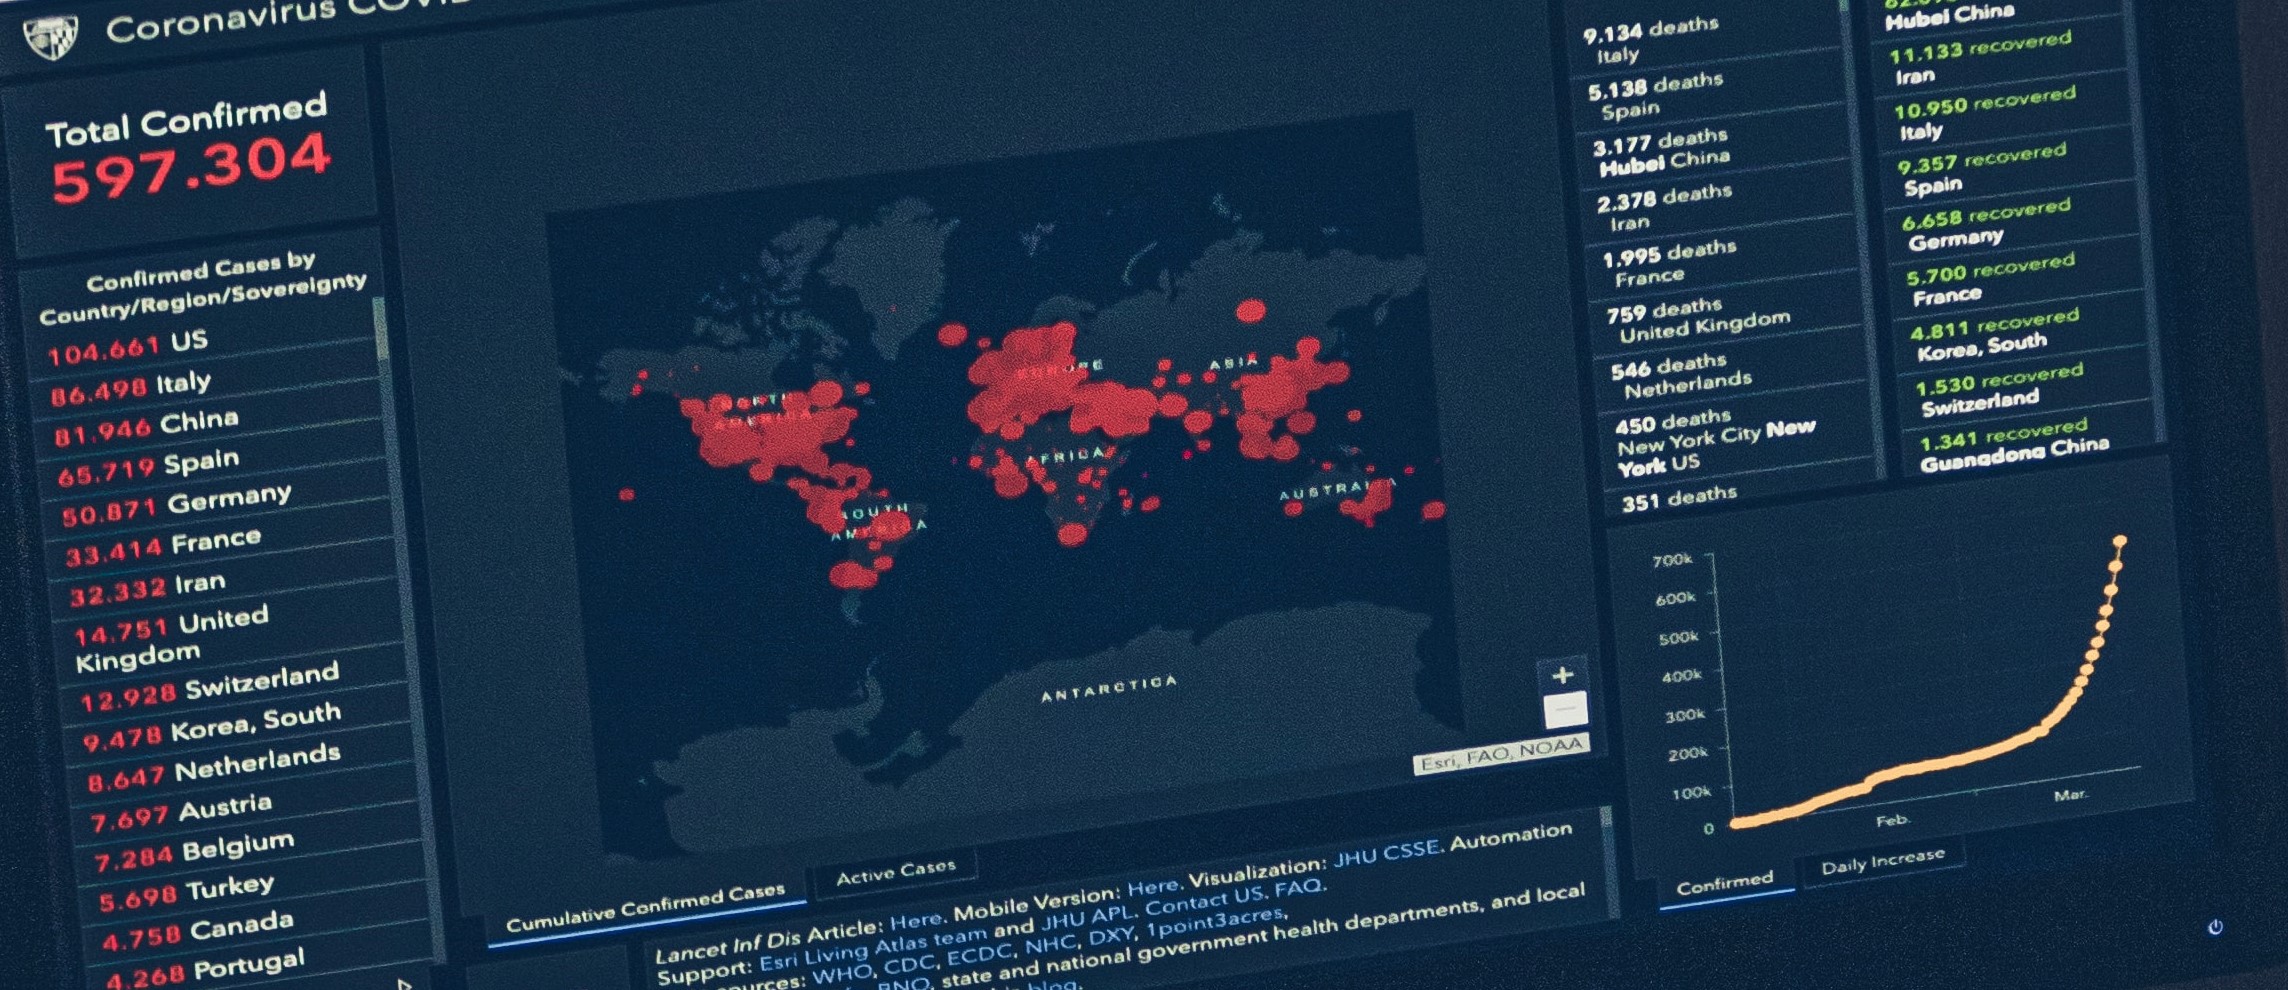 Coronavirus
Total Confirmed
597.304
Confirmed Cases by
Country/Region/Sovereignty
104.661 US
86.498 Italy
81.946 China
65.719 Spain
50.871 Germany
33.414 France
32.332 Iran
14.751 United
Kingdom
12.928 Switzerland
9.478 Korea, South
8.647 Netherlands
7.697 Austria
7.284 Belgium
5.698 Turkey
4.758 Canada
4.268 Portugal
NORTH
AMERICA
SOUTH
AMERICA
EUROPE
AFRICA
ASIA
AUSTRALIA
ANTARCTICA
+
Esri, FAO, NOAA
Cumulative Confirmed Cases
Active Cases
Lancet Inf Dis Article: Here. Mobile Version: Here. Visualization: JHU CSSE. Automation
Support: Esri Living Atlas team and JHU APL. Contact US. FAQ.
WHO, CDC, ECDC, NHC, DXY, 1point3acres,
state and national government health departments, and local
blog.
9.134 deaths
Italy
5.138 deaths
Spain
3.177 deaths
Hubei China
2.378 deaths
Iran
1.995 deaths
France
759 deaths
United Kingdom
546 deaths
Netherlands
450 deaths
New York City New
York US
351 deaths
Hubei China
11.133 recovered
Iran
10.950 recovered
Italy
9.357 recovered
Spain
6.658 recovered
Germany
5.700 recovered
France
4.811 recovered
Korea, South
1.530 recovered
Switzerland
1.341 recovered
Guangdong China
700k
600k
500k
400k
300k
200k
100k
0
Feb.
Mar.
Confirmed
Daily Increase